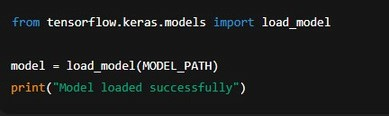 from tensorflow.keras.models import load_model
model = load_model(MODEL_PATH)
print("Model loaded successfully")